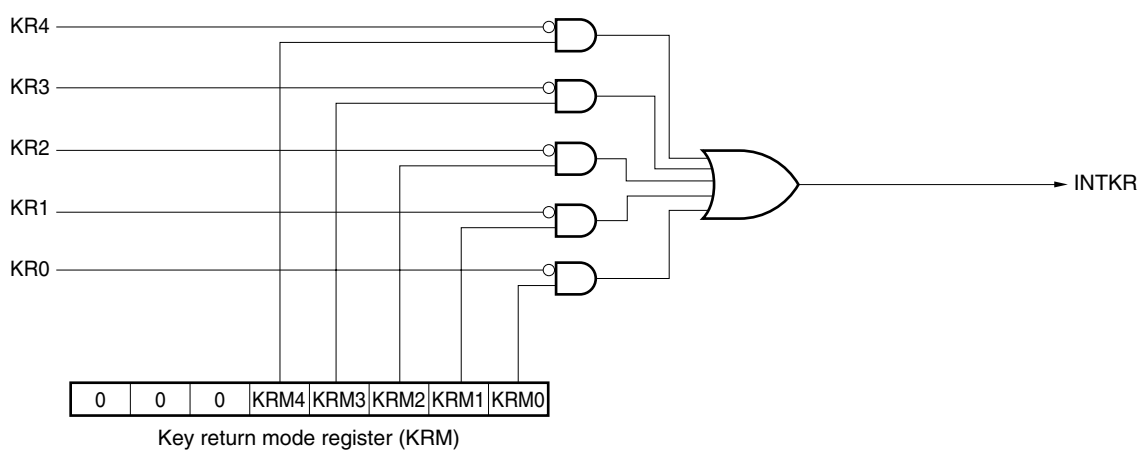 KR4
KR3
KR2
INTKR
KR1
KR0
0 0 0 KRM4 KRM3 KRM2 KRM1 KRM0
Key return mode register (KRM)